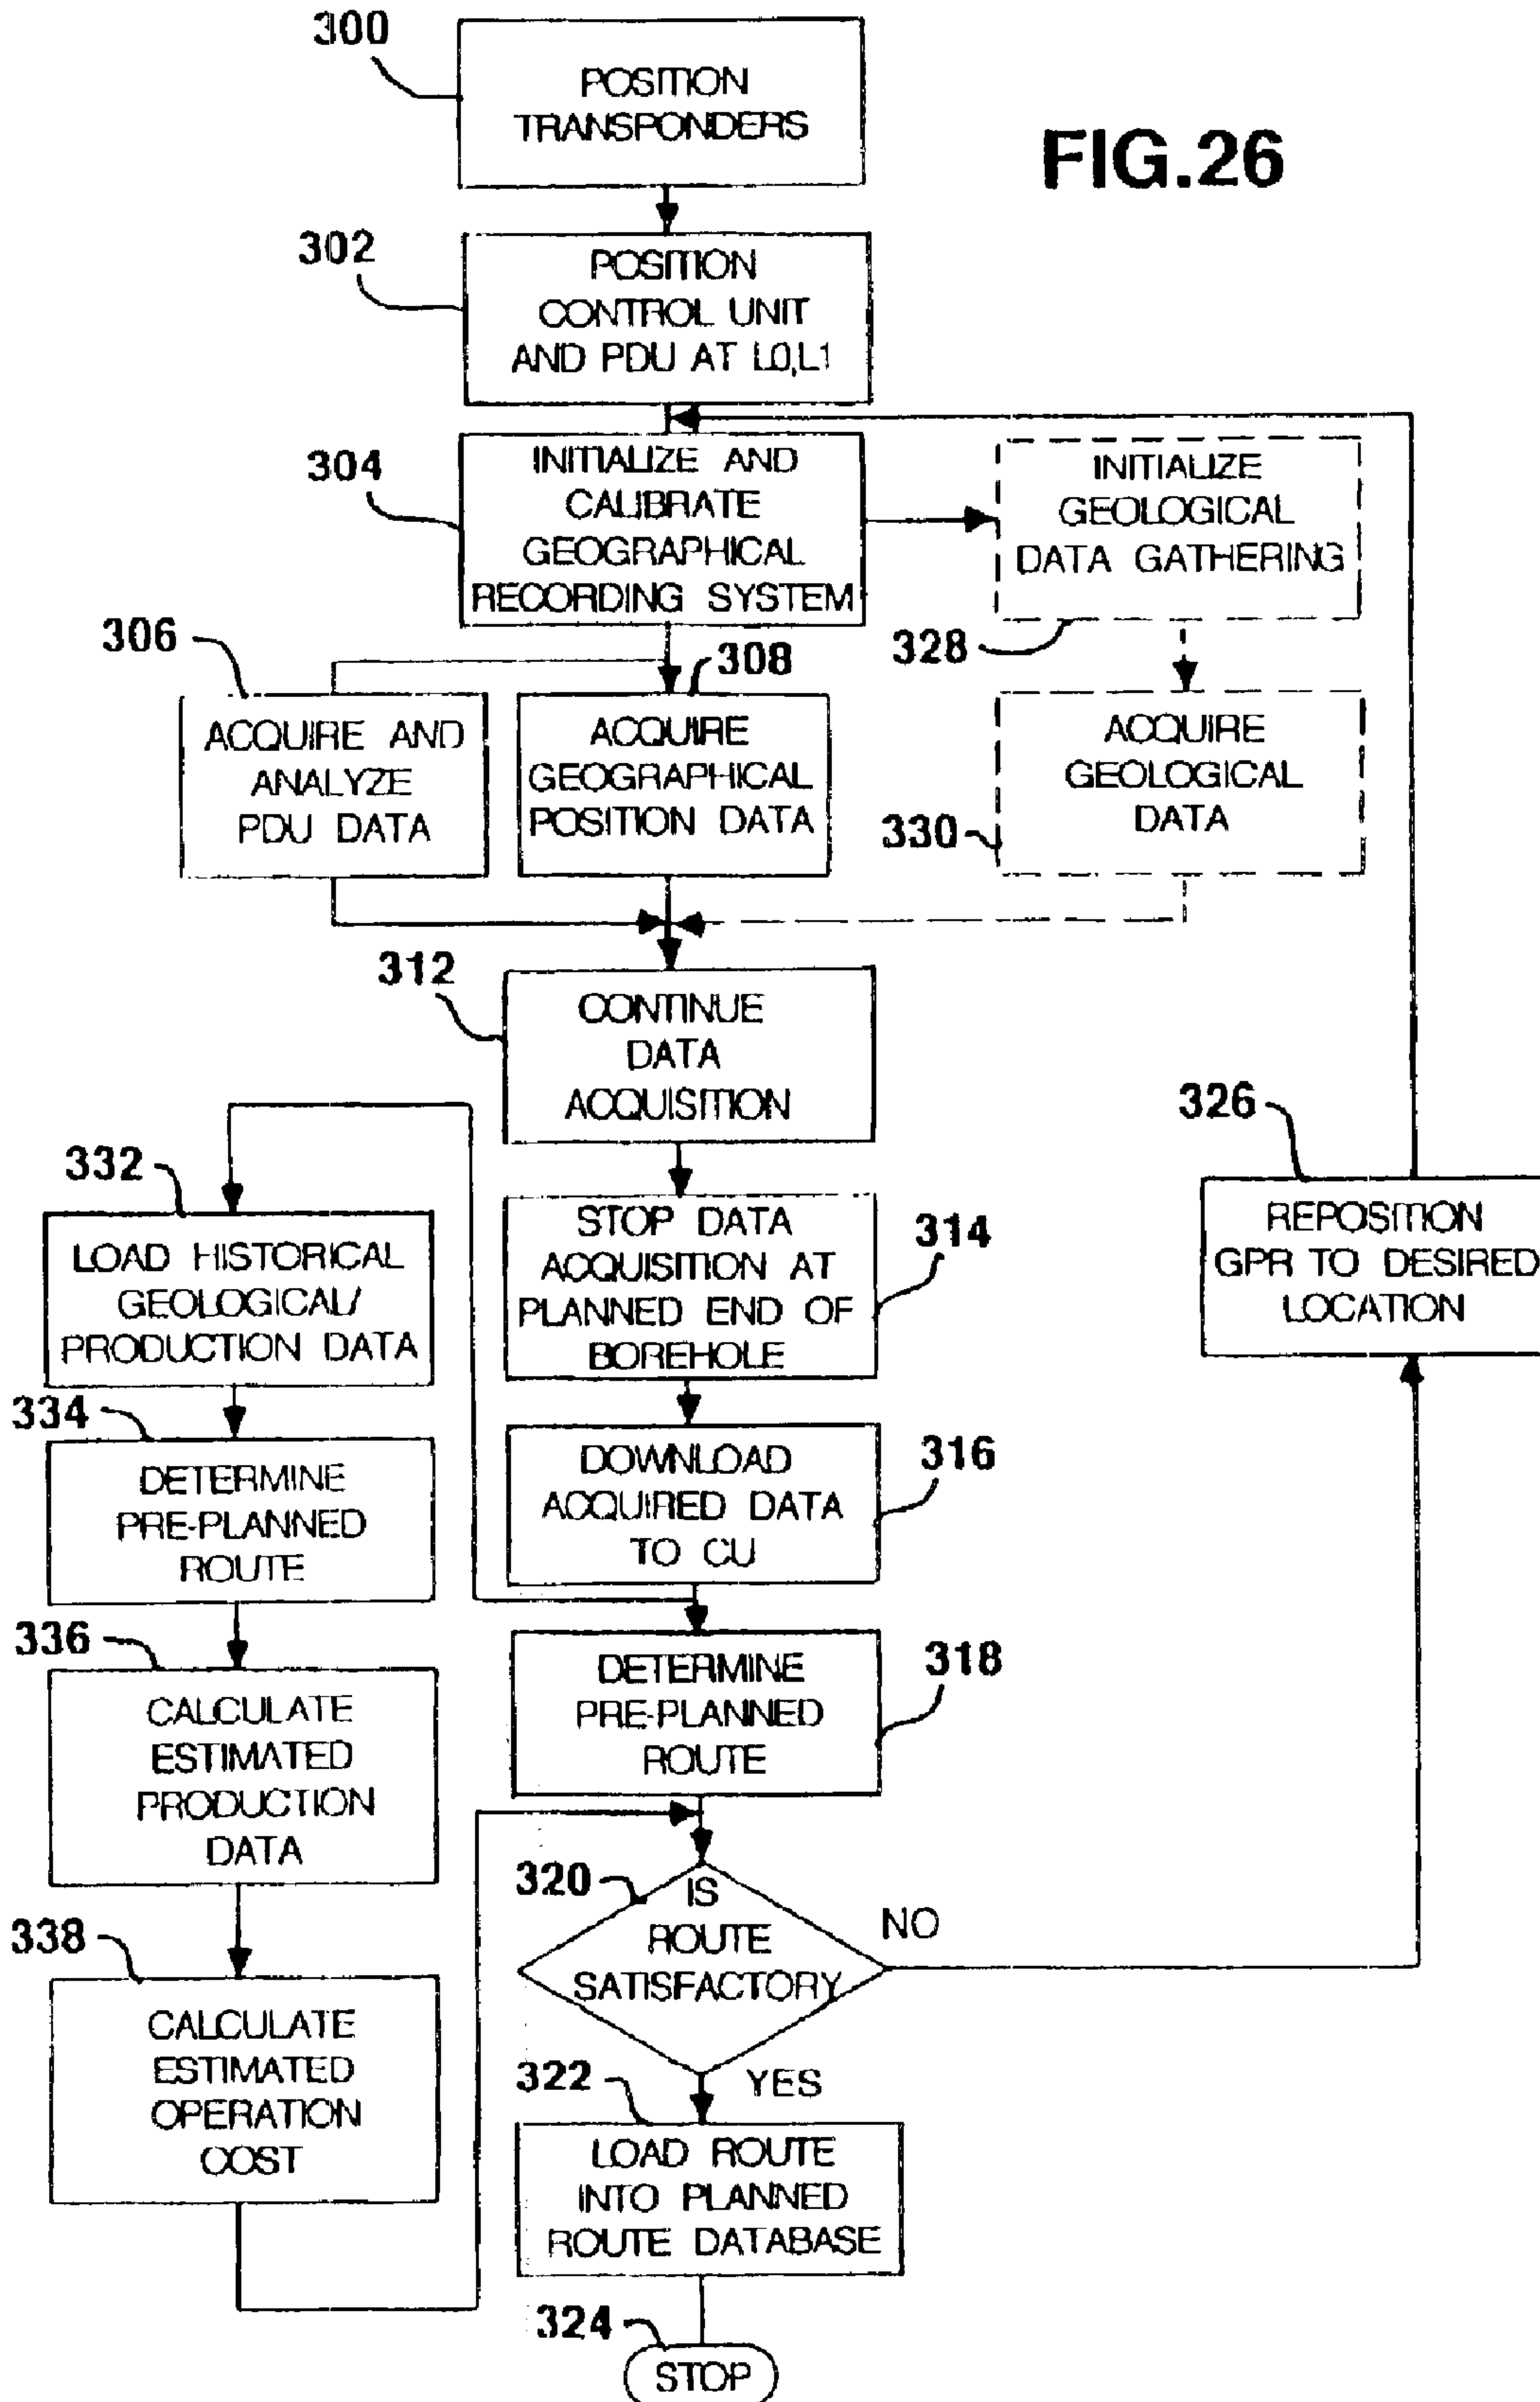 FIG.26
300
POSITION
TRANSPONDERS
302
POSITION
CONTROL UNIT
AND PDU AT L0,L1
304
INITIALIZE AND
CALIBRATE
GEOGRAPHICAL
RECORDING SYSTEM
INITIALIZE
GEOLOGICAL
DATA GATHERING
328
306
ACQUIRE AND
ANALYZE
PDU DATA
308
ACQUIRE
GEOGRAPHICAL
POSITION DATA
ACQUIRE
GEOLOGICAL
DATA
330
312
CONTINUE
DATA
ACQUISITION
326
REPOSITION
GPR TO DESIRED
LOCATION
332
LOAD HISTORICAL
GEOLOGICAL/
PRODUCTION DATA
STOP DATA
ACQUISITION AT
PLANNED END OF
BOREHOLE
314
334
DETERMINE
PRE-PLANNED
ROUTE
DOWNLOAD
ACQUIRED DATA
TO CU
316
336
CALCULATE
ESTIMATED
PRODUCTION
DATA
DETERMINE
PRE-PLANNED
ROUTE
318
338
CALCULATE
ESTIMATED
OPERATION
COST
320
IS
ROUTE
SATISFACTORY
NO
YES
322
LOAD ROUTE
INTO PLANNED
ROUTE DATABASE
324
STOP